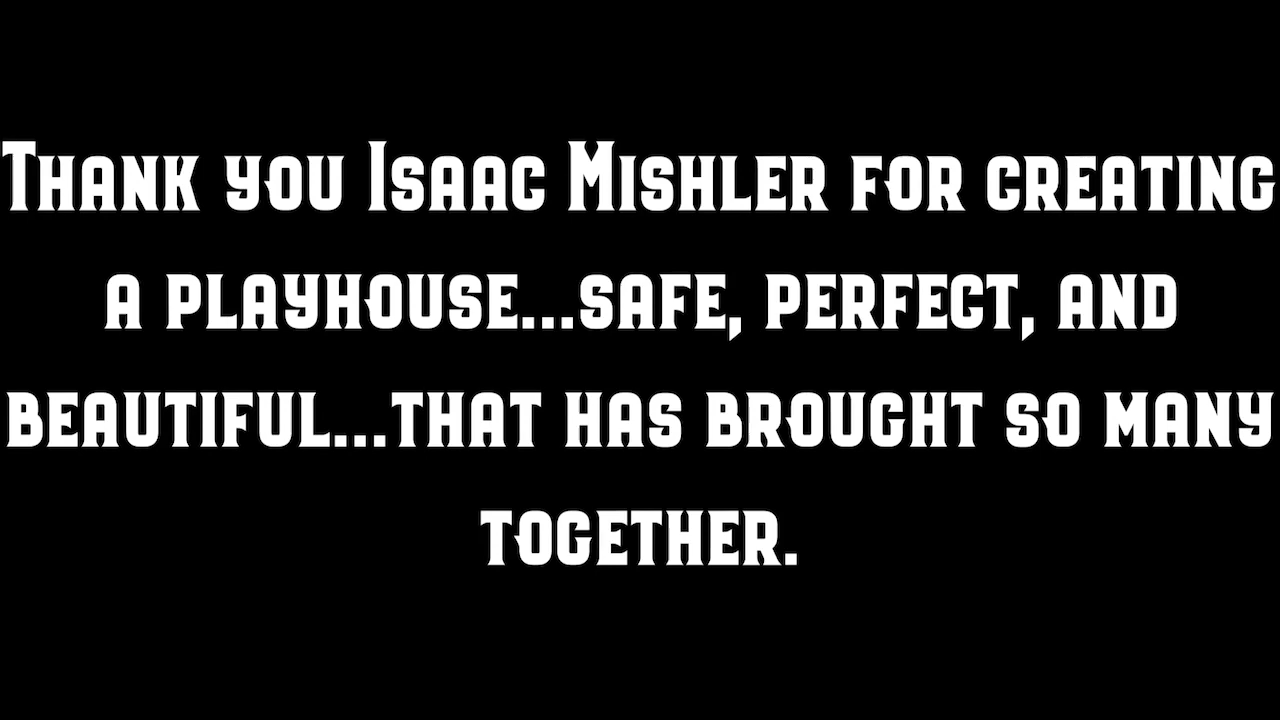 Thank you Isaac Mishler for creating
a playhouse...safe, perfect, and
beautiful...that has brought so many
together.